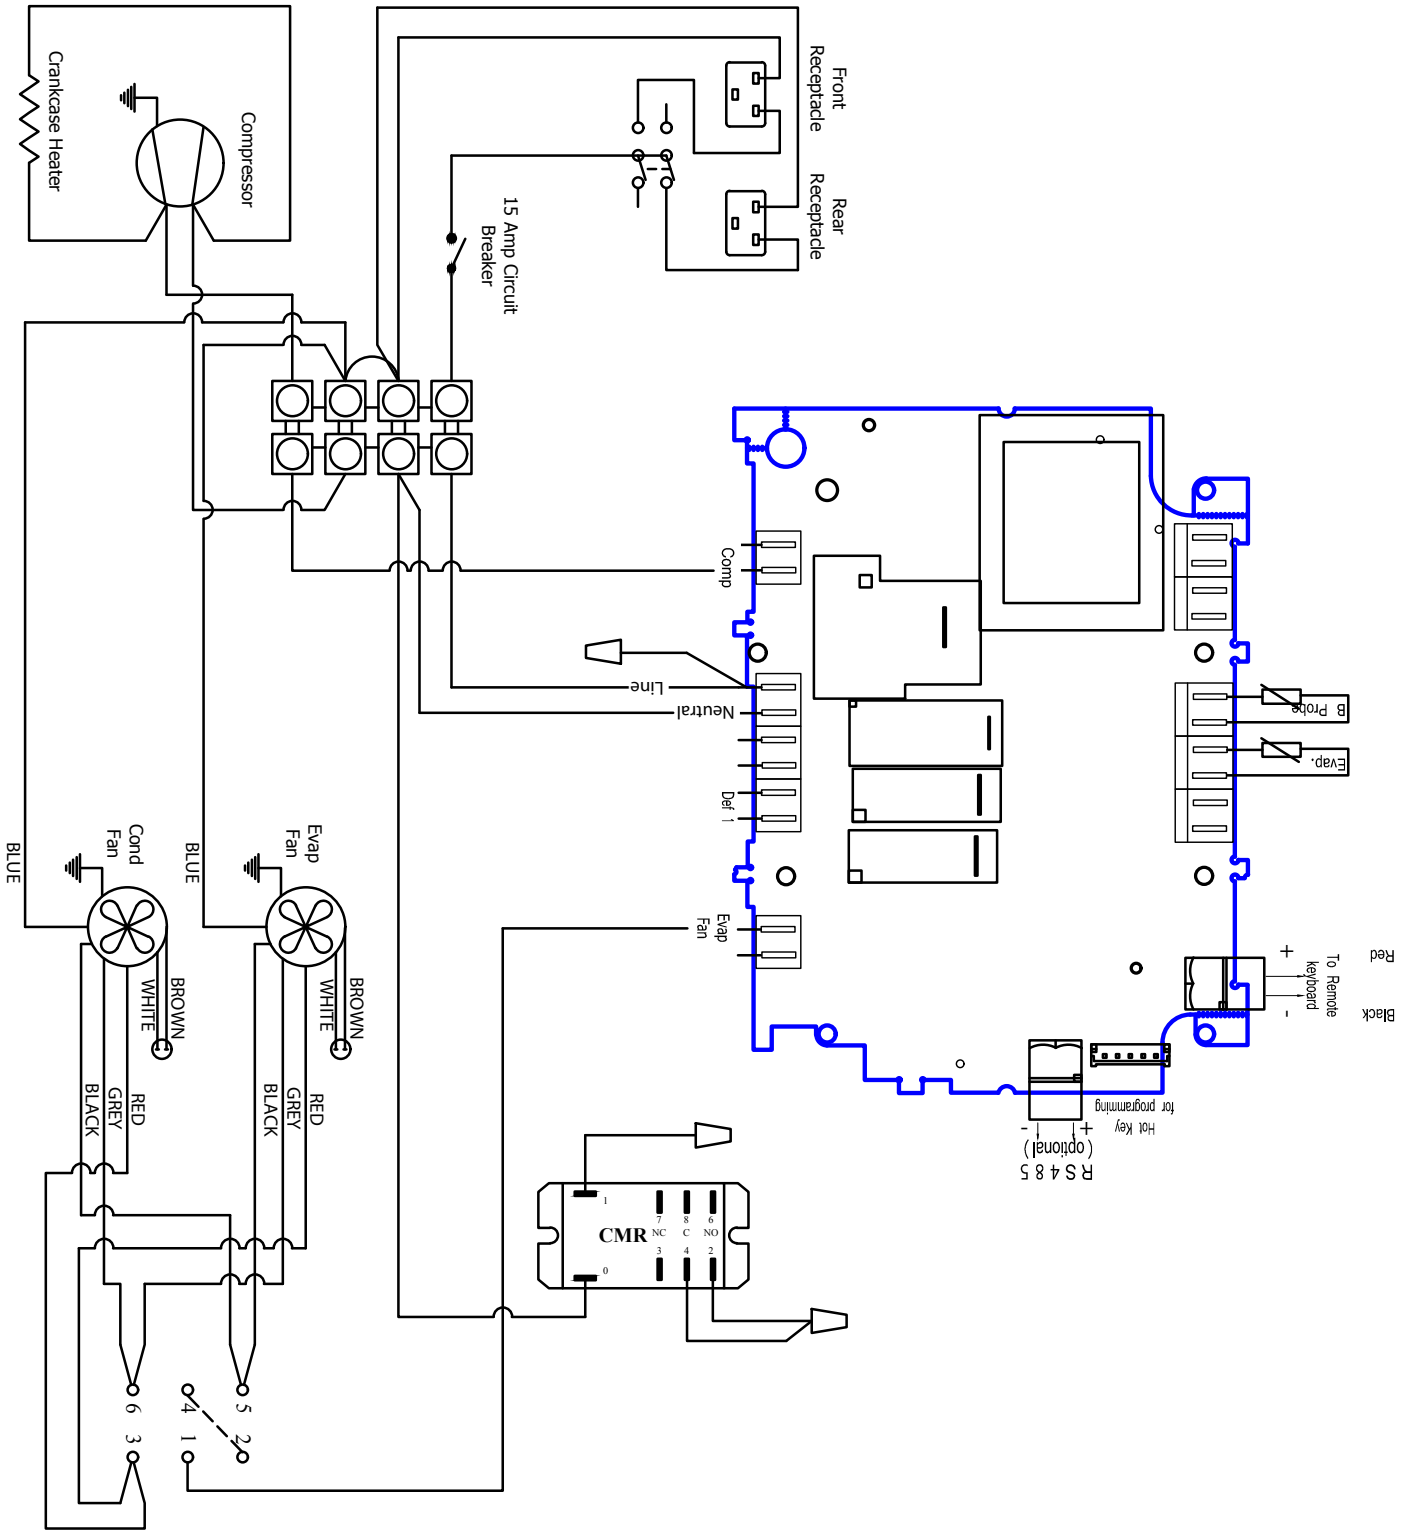 Front
Receptacle
Rear
Receptacle
Crankcase Heater
Compressor
15 Amp Circuit
Breaker
Comp
Line
Neutral
Def 1
Evap
Fan
B Probe
Evap.
Red
+
To Remote
keyboard
-
Black
Hot Key
for programing
+
-
(optional)
RS485
Cond
Fan
BLUE
Evap
Fan
BLUE
BROWN
WHITE
BROWN
WHITE
RED
GREY
BLACK
RED
GREY
BLACK
1
CMR
7
NC
3
8
C
4
6
NO
2
0
6
3
4
1
5
2